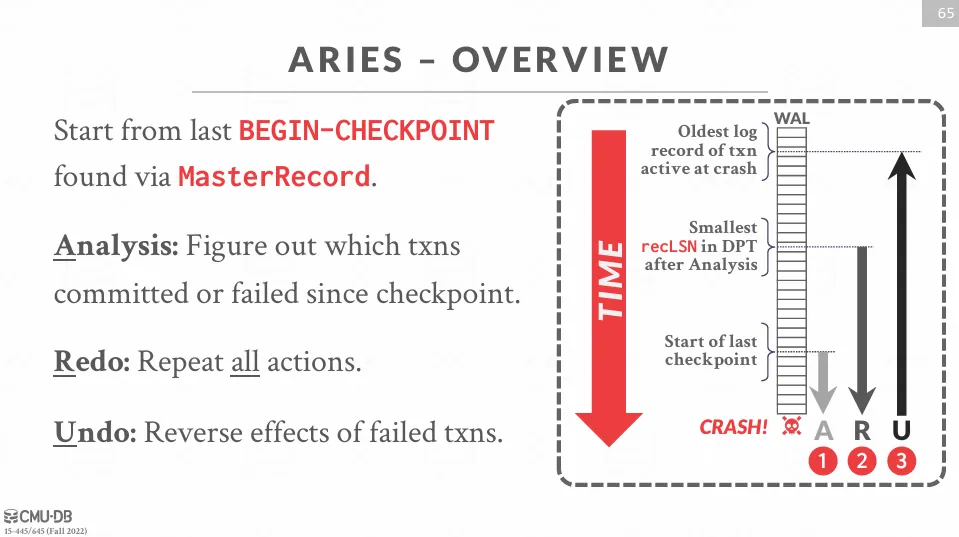 65
ARIES – OVERVIEW
Start from last BEGIN-CHECKPOINT
found via MasterRecord.
Analysis: Figure out which txns
committed or failed since checkpoint.
Redo: Repeat all actions.
Undo: Reverse effects of failed txns.
WAL
Oldest log
record of txn
active at crash
Smallest
recLSN in DPT
after Analysis
Start of last
checkpoint
TIME
CRASH!
A R U
1 2 3
CMU·DB
15-445/645 (Fall 2022)